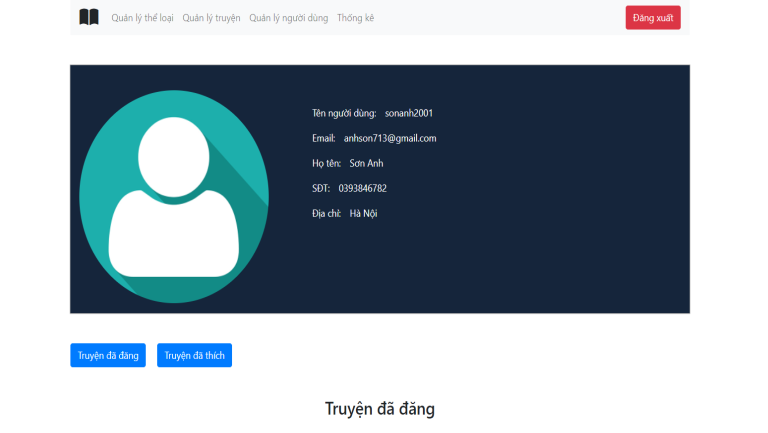 Quản lý thể loại Quản lý truyện Quản lý người dùng Thống kê Đăng xuất
Tên người dùng: sonanh2001
Email: anhson713@gmail.com
Họ tên: Sơn Anh
SĐT: 0393846782
Địa chỉ: Hà Nội
Truyện đã đăng Truyện đã thích
Truyện đã đăng